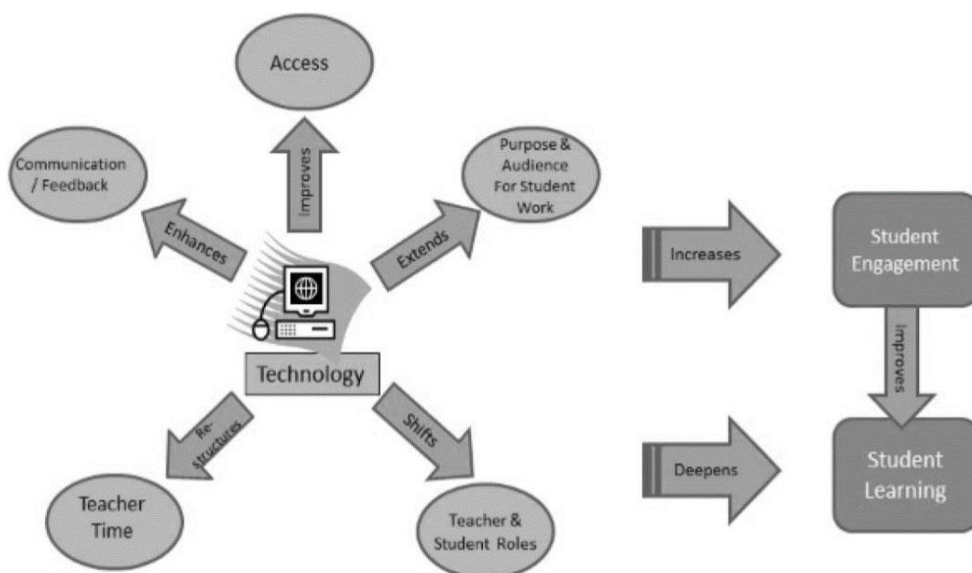 Access
Improves
Communication
/ Feedback
Enhances
Purpose &
Audience
For Student
Work
Extends
Technology
Re-
structures
Teacher
Time
Shifts
Teacher &
Student Roles
Increases
Student
Engagement
Improves
Deepens
Student
Learning